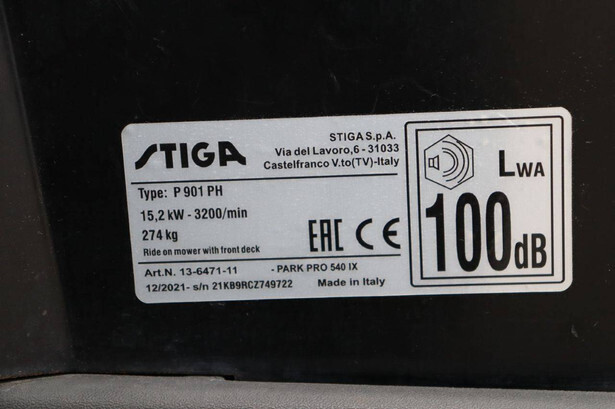 STIGA
STIGA S.p.A.
Via del Lavoro,6 - 31033
Castelfranco V.to(TV)-Italy
Type: P 901 PH
15,2 kW - 3200/min
274 kg
Ride on mower with front deck
EAC CE
Art.N. 13-6471-11 - PARK PRO 540 IX
12/2021- s/n 21KB9RCZ749722 Made in Italy
LWA
100dB